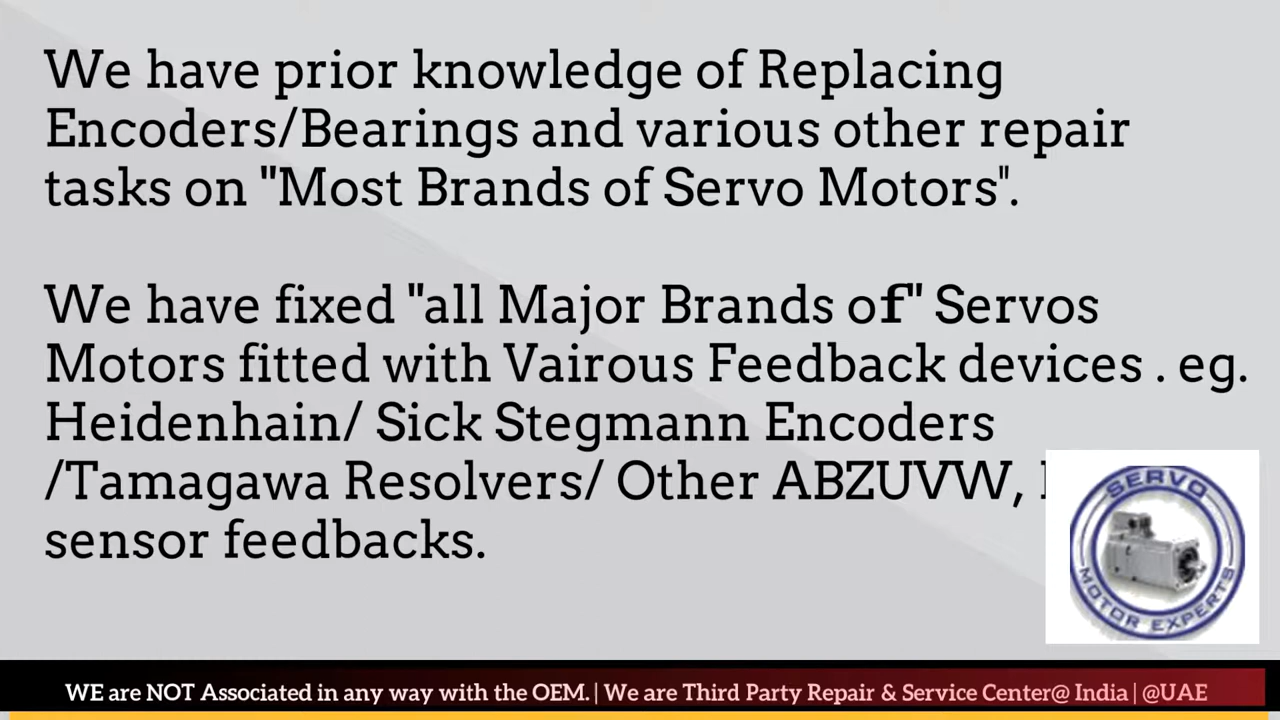 We have prior knowledge of Replacing
Encoders/Bearings and various other repair
tasks on "Most Brands of Servo Motors".
We have fixed "all Major Brands of" Servos
Motors fitted with Vairous Feedback devices . eg.
Heidenhain/ Sick Stegmann Encoders
/Tamagawa Resolvers/ Other ABZUVW,
sensor feedbacks.
SERVO
MOTOR EXPERTS
WE are NOT Associated in any way with the OEM. | We are Third Party Repair & Service Center@ India | @UAE